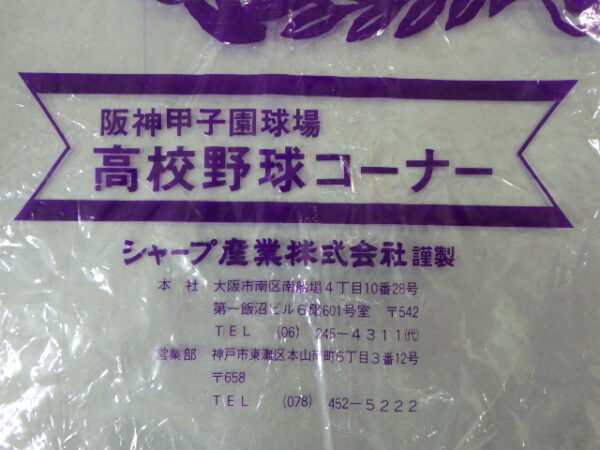 阪神甲子園球場
高校野球コーナー
シャープ産業株式会社 謹製
本社 大阪市南区南船場4丁目10番28号
第一飯沼ビル6階601号室 〒542
TEL (06) 245-4311(代)
営業部 神戸市東灘区本山南町6丁目3番12号
〒658
TEL (078) 452-5222